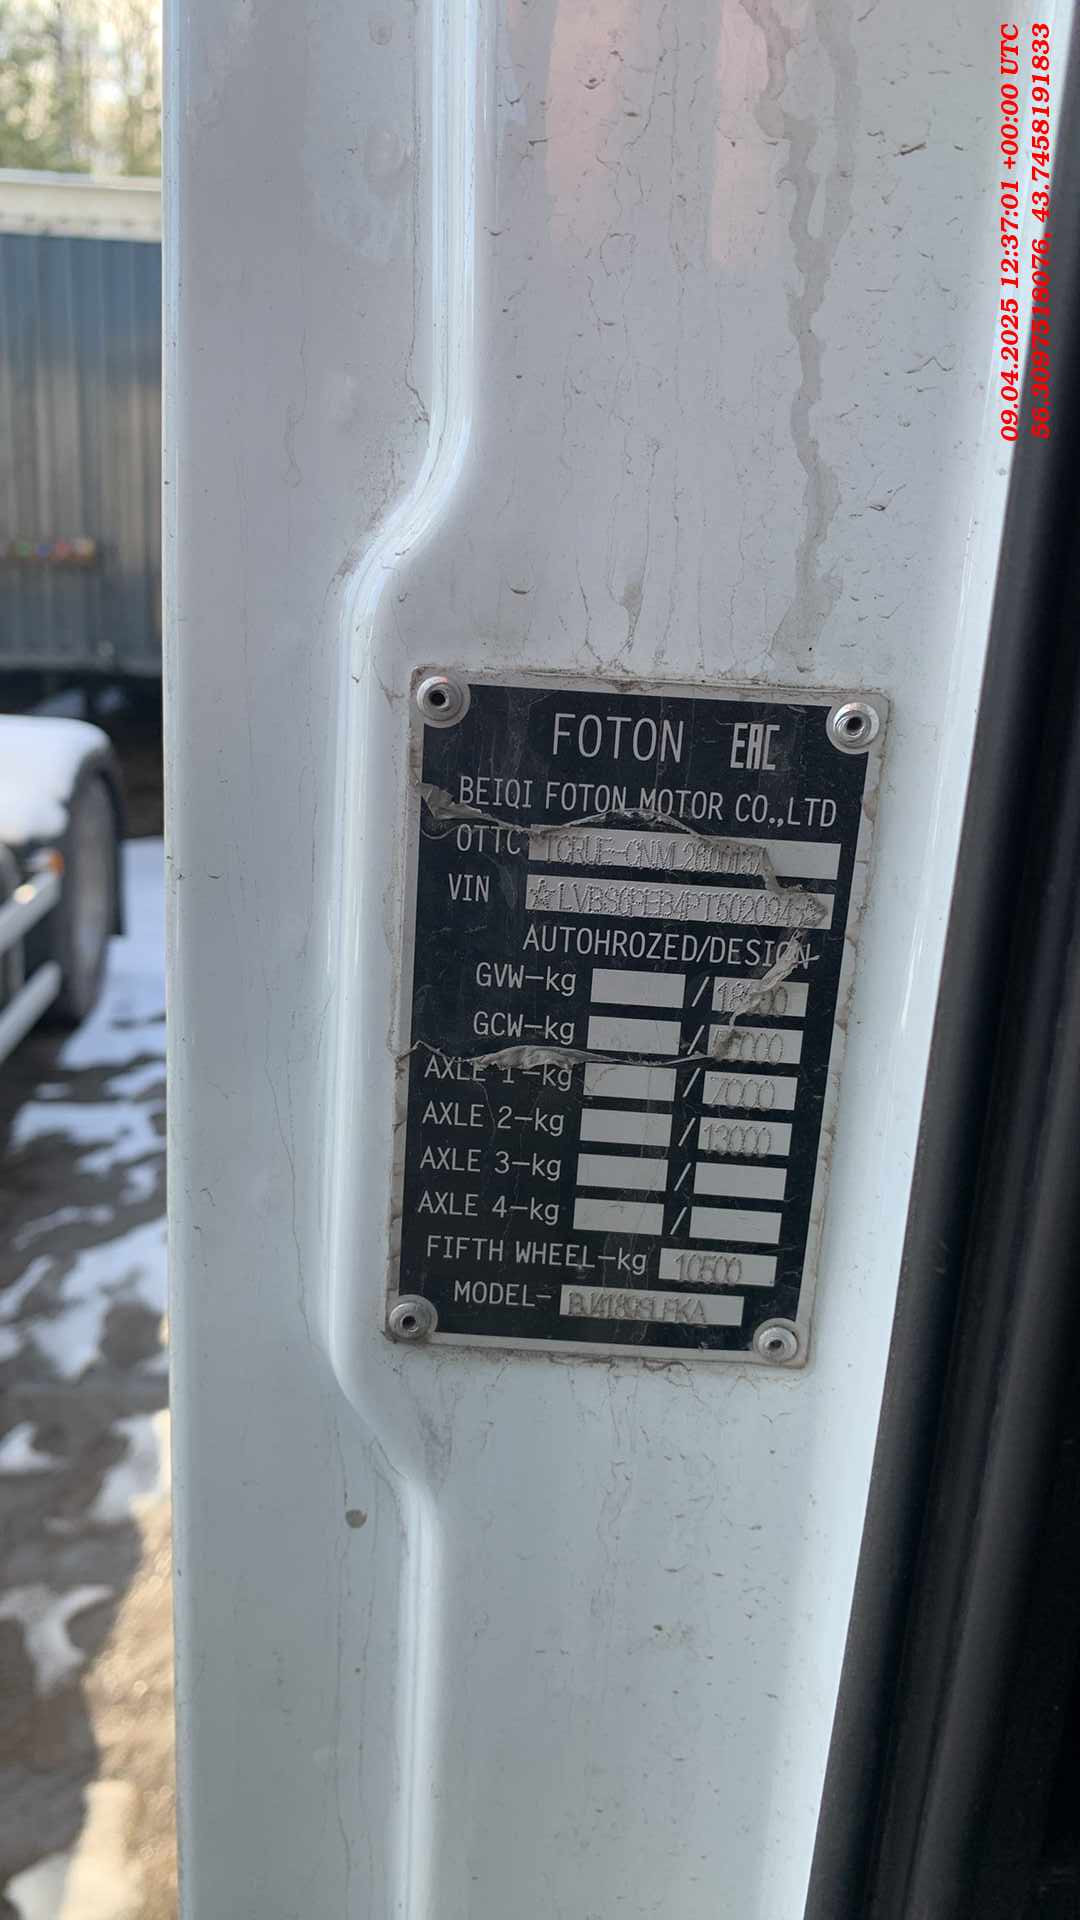 FOTON EAC
BEIQI FOTON MOTOR CO.,LTD
OTTC
VIN
AUTOHROZED/DESIGN
GVW-kg /
GCW-kg /
AXLE 1-kg / 7000
AXLE 2-kg / 13000
AXLE 3-kg /
AXLE 4-kg /
FIFTH WHEEL-kg 10500
MODEL-
09.04.2025 12:37:01 +00:00 UTC
56.3097518076, 43.7458191833